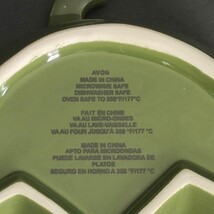 AVON
MADE IN CHINA
MICROWAVE SAFE
DISHWASHER SAFE
OVEN SAFE TO 350°F/177°C
FAIT EN CHINE
VA AU MICRO-ONDES
VA AU LAVE-VAISSELLE
VA AU FOUR JUSQU'À 350 °F/177°C
MADE IN CHINA
APTO PARA MICROONDAS
PUEDE LAVARSE EN LAVADORA DE
PLATOS
SEGURO EN HORNO A 350°F/177°C